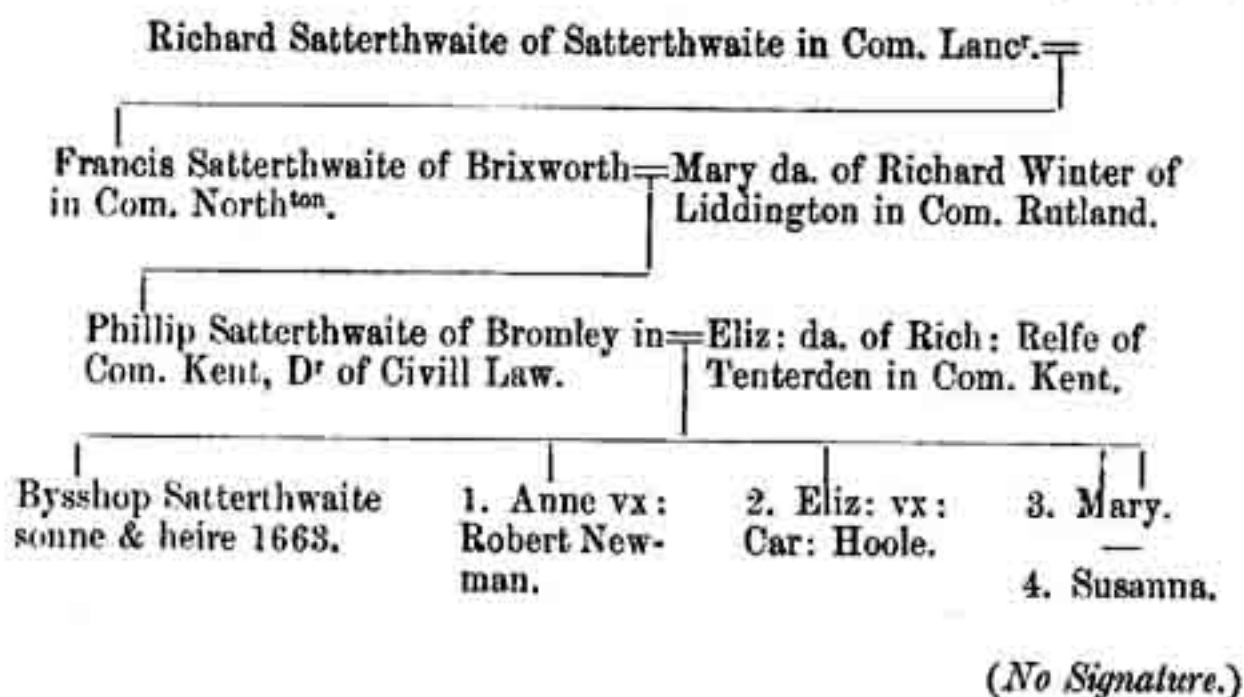 Richard Satterthwaite of Satterthwaite in Com. Lancʳ.
Francis Satterthwaite of Brixworth
in Com. Northᵗᵒⁿ.
Mary da. of Richard Winter of
Liddington in Com. Rutland.
Phillip Satterthwaite of Bromley in
Com. Kent, Dʳ of Civill Law.
Eliz: da. of Rich: Relfe of
Tenterden in Com. Kent.
Bysshop Satterthwaite
sonne & heire 1663.
1. Anne vx:
Robert New-
man.
2. Eliz: vx:
Car: Hoole.
3. Mary.
4. Susanna.
(No Signature.)